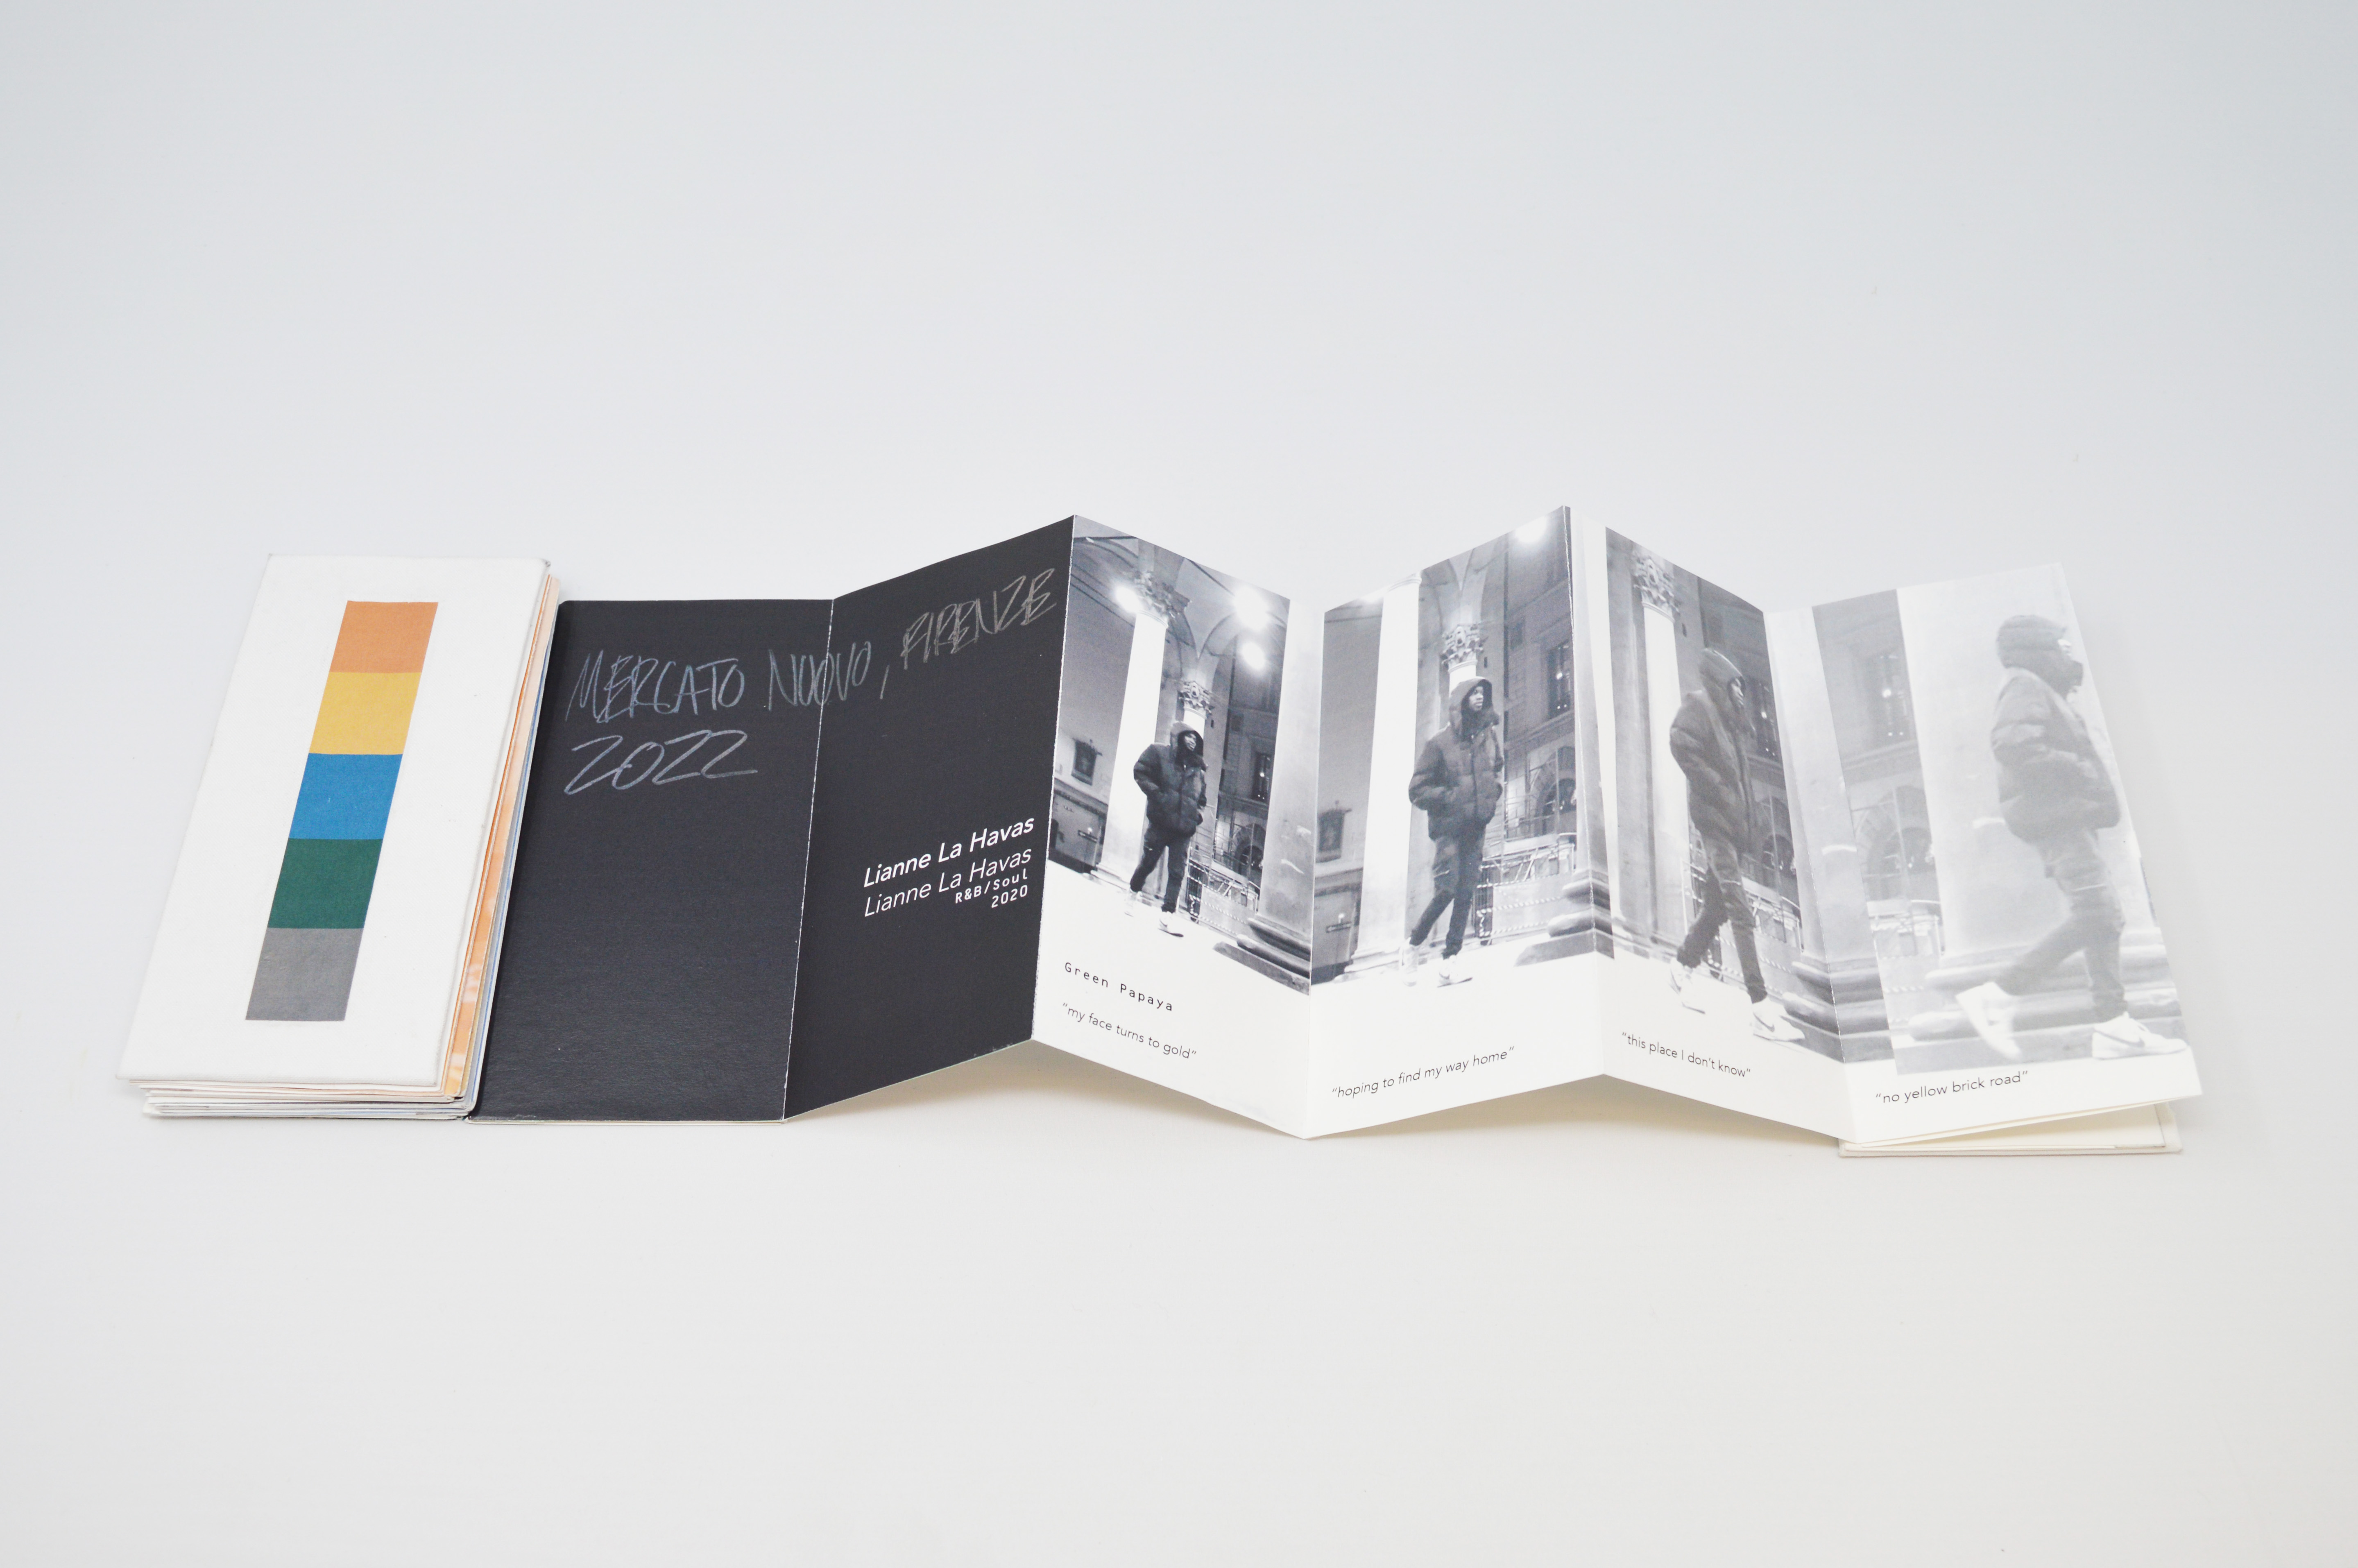 MERCATO NUOVO, FIRENZE
2022
Lianne La Havas
Lianne La Havas
R&B/Soul
2020
Green Papaya
"my face turns to gold"
"hoping to find my way home"
"this place I don't know"
"no yellow brick road"